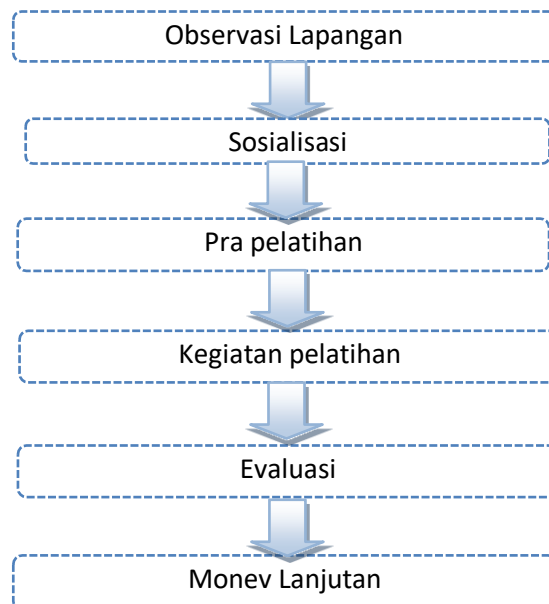 Observasi Lapangan
Sosialisasi
Pra pelatihan
Kegiatan pelatihan
Evaluasi
Monev Lanjutan